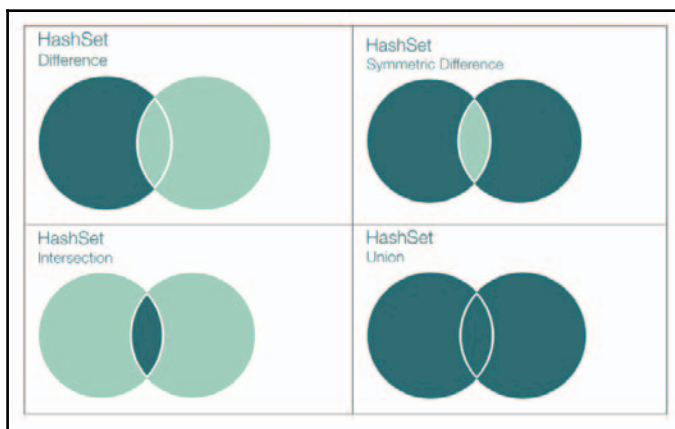 HashSet
Difference
HashSet
Symmetric Difference
HashSet
Intersection
HashSet
Union